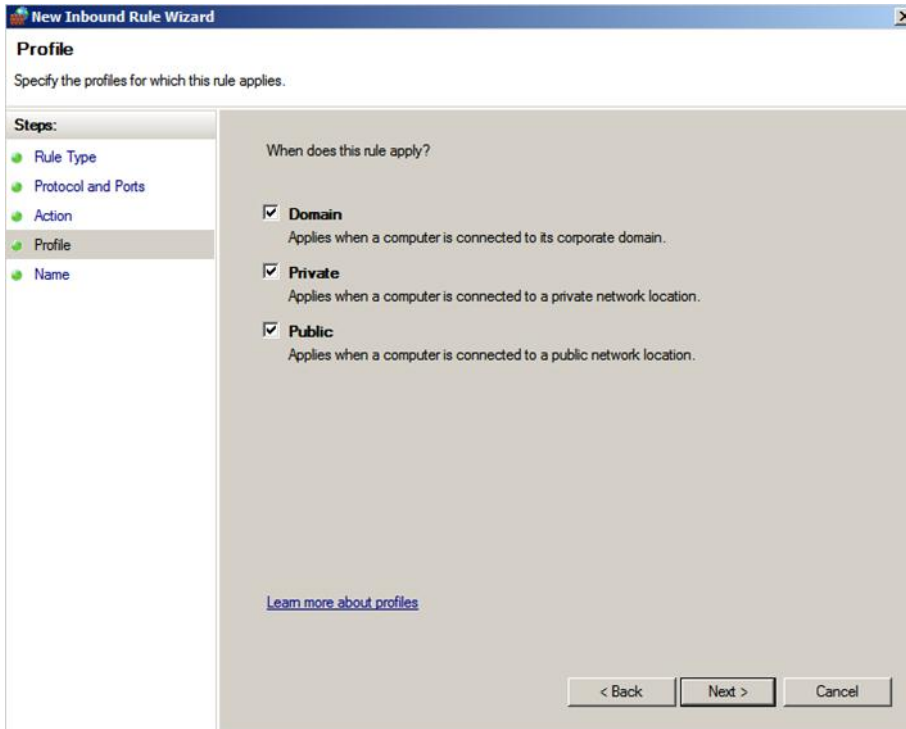 New Inbound Rule Wizard
Profile
Specify the profiles for which this rule applies.
Steps:
Rule Type
Protocol and Ports
Action
Profile
Name
When does this rule apply?
Domain
Applies when a computer is connected to its corporate domain.
Private
Applies when a computer is connected to a private network location.
Public
Applies when a computer is connected to a public network location.
Learn more about profiles
< Back
Next >
Cancel